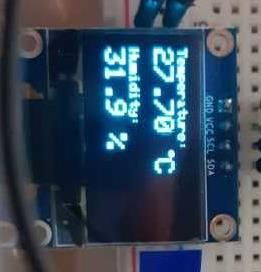 Temperature:
27.70 °C
Humidity:
31.9 %
GND VCC SCL SDA